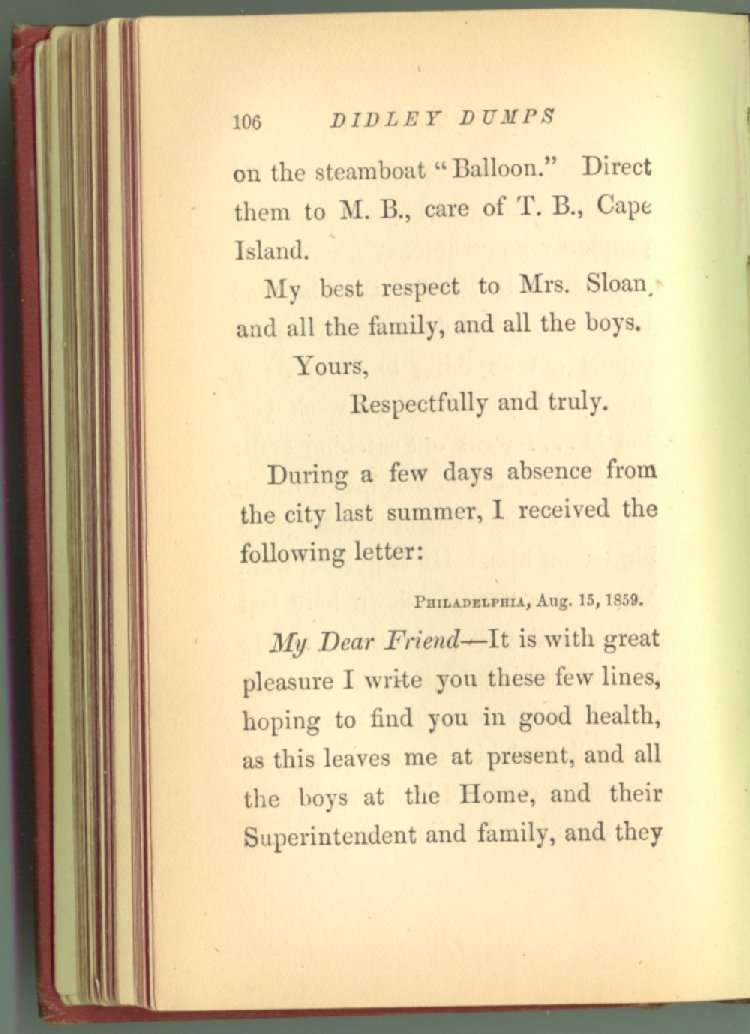 106 DIDLEY DUMPS
on the steamboat “Balloon.” Direct
them to M. B., care of T. B., Cape
Island.
My best respect to Mrs. Sloan,
and all the family, and all the boys.
Yours,
Respectfully and truly.
During a few days absence from
the city last summer, I received the
following letter:
PHILADELPHIA, Aug. 15, 1859.
My Dear Friend—It is with great
pleasure I write you these few lines,
hoping to find you in good health,
as this leaves me at present, and all
the boys at the Home, and their
Superintendent and family, and they